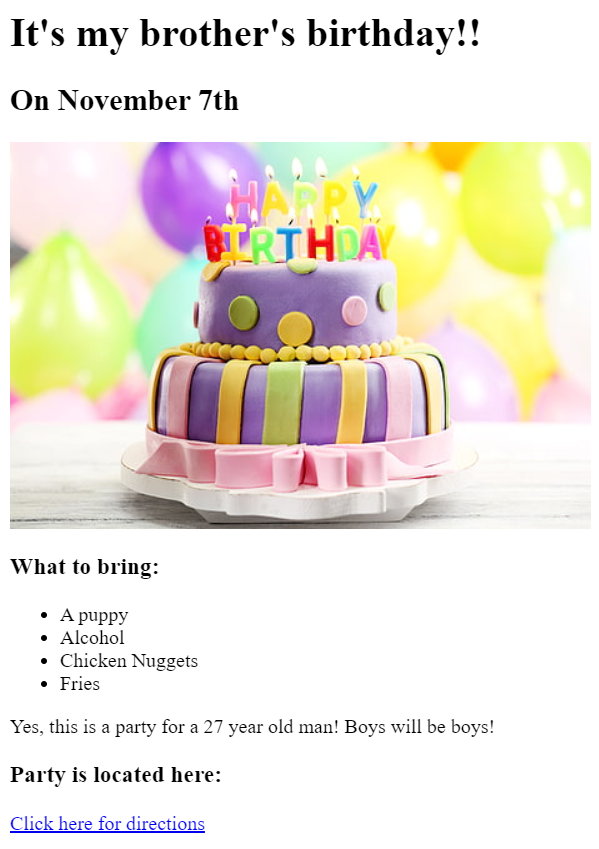 It's my brother's birthday!!
On November 7th
HAPPY
BIRTHDAY
What to bring:
A puppy
Alcohol
Chicken Nuggets
Fries
Yes, this is a party for a 27 year old man! Boys will be boys!
Party is located here:
Click here for directions